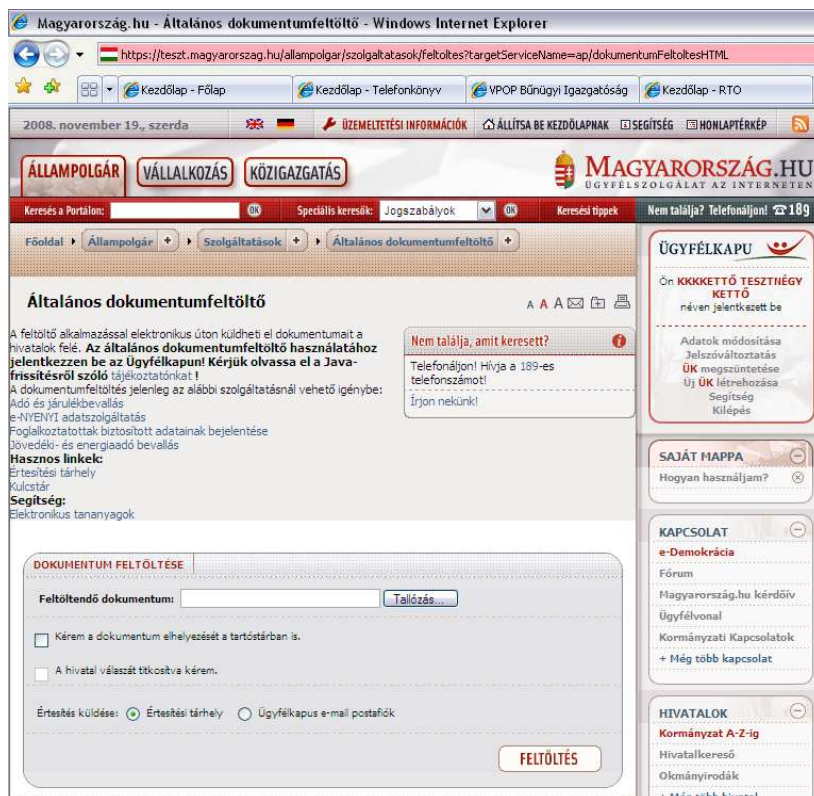 Magyarország.hu - Általános dokumentumfeltöltő - Windows Internet Explorer
https://teszt.magyarorszag.hu/allampolgar/szolgaltatasok/feltoltes?targetServiceName=ap/dokumentumFeltoltesHTML
Kezdőlap - Főlap
Kezdőlap - Telefonkönyv
VPOP Bűnügyi Igazgatóság
Kezdőlap - RTO
2008. november 19., szerda
ÜZEMELTETÉSI INFORMÁCIÓK
ÁLLÍTSA BE KEZDŐLAPNAK
SEGÍTSÉG
HONLAPTÉRKÉP
ÁLLAMPOLGÁR
VÁLLALKOZÁS
KÖZIGAZGATÁS
MAGYARORSZÁG.HU
ÜGYFÉLSZOLGÁLAT AZ INTERNETEN
Keresés a Portálon:
OK
Speciális keresők:
Jogszabályok
OK
Keresési tippek
Nem találja? Telefonáljon! 189
Főoldal
Állampolgár +
Szolgáltatások +
Általános dokumentumfeltöltő +
Általános dokumentumfeltöltő
A A A
A feltöltő alkalmazással elektronikus úton küldheti el dokumentumait a
hivatalok felé. Az általános dokumentumfeltöltő használatához
jelentkezzen be az Ügyfélkapun! Kérjük olvassa el a Java-
frissítésről szóló tájékoztatónkat !
A dokumentumfeltöltés jelenleg az alábbi szolgáltatásnál vehető igénybe:
Adó és járulékbevallás
e-NYENYI adatszolgáltatás
Foglalkoztatottak biztosított adatainak bejelentése
Jövedéki- és energiaadó bevallás
Hasznos linkek:
Értesítési tárhely
Kulcstár
Segítség:
Elektronikus tananyagok
Nem találja, amit keresett?
Telefonáljon! Hívja a 189-es
telefonszámot!
Írjon nekünk!
DOKUMENTUM FELTÖLTÉSE
Feltöltendő dokumentum:
Tallózás...
Kérem a dokumentum elhelyezését a tartóstárban is.
A hivatal válaszát titkosítva kérem.
Értesítés küldése:
Értesítési tárhely
Ügyfélkapus e-mail postafiók
FELTÖLTÉS
ÜGYFÉLKAPU
Ön KKKKETTŐ TESZTNÉGY
KETTŐ
néven jelentkezett be
Adatok módosítása
Jelszóváltoztatás
ÜK megszüntetése
Új ÜK létrehozása
Segítség
Kilépés
SAJÁT MAPPA
Hogyan használjam?
KAPCSOLAT
e-Demokrácia
Fórum
Magyarország.hu kérdőív
Ügyfélvonal
Kormányzati Kapcsolatok
+ Még több kapcsolat
HIVATALOK
Kormányzat A-Z-ig
Hivatalkereső
Okmányirodák
+ Még több hivatal